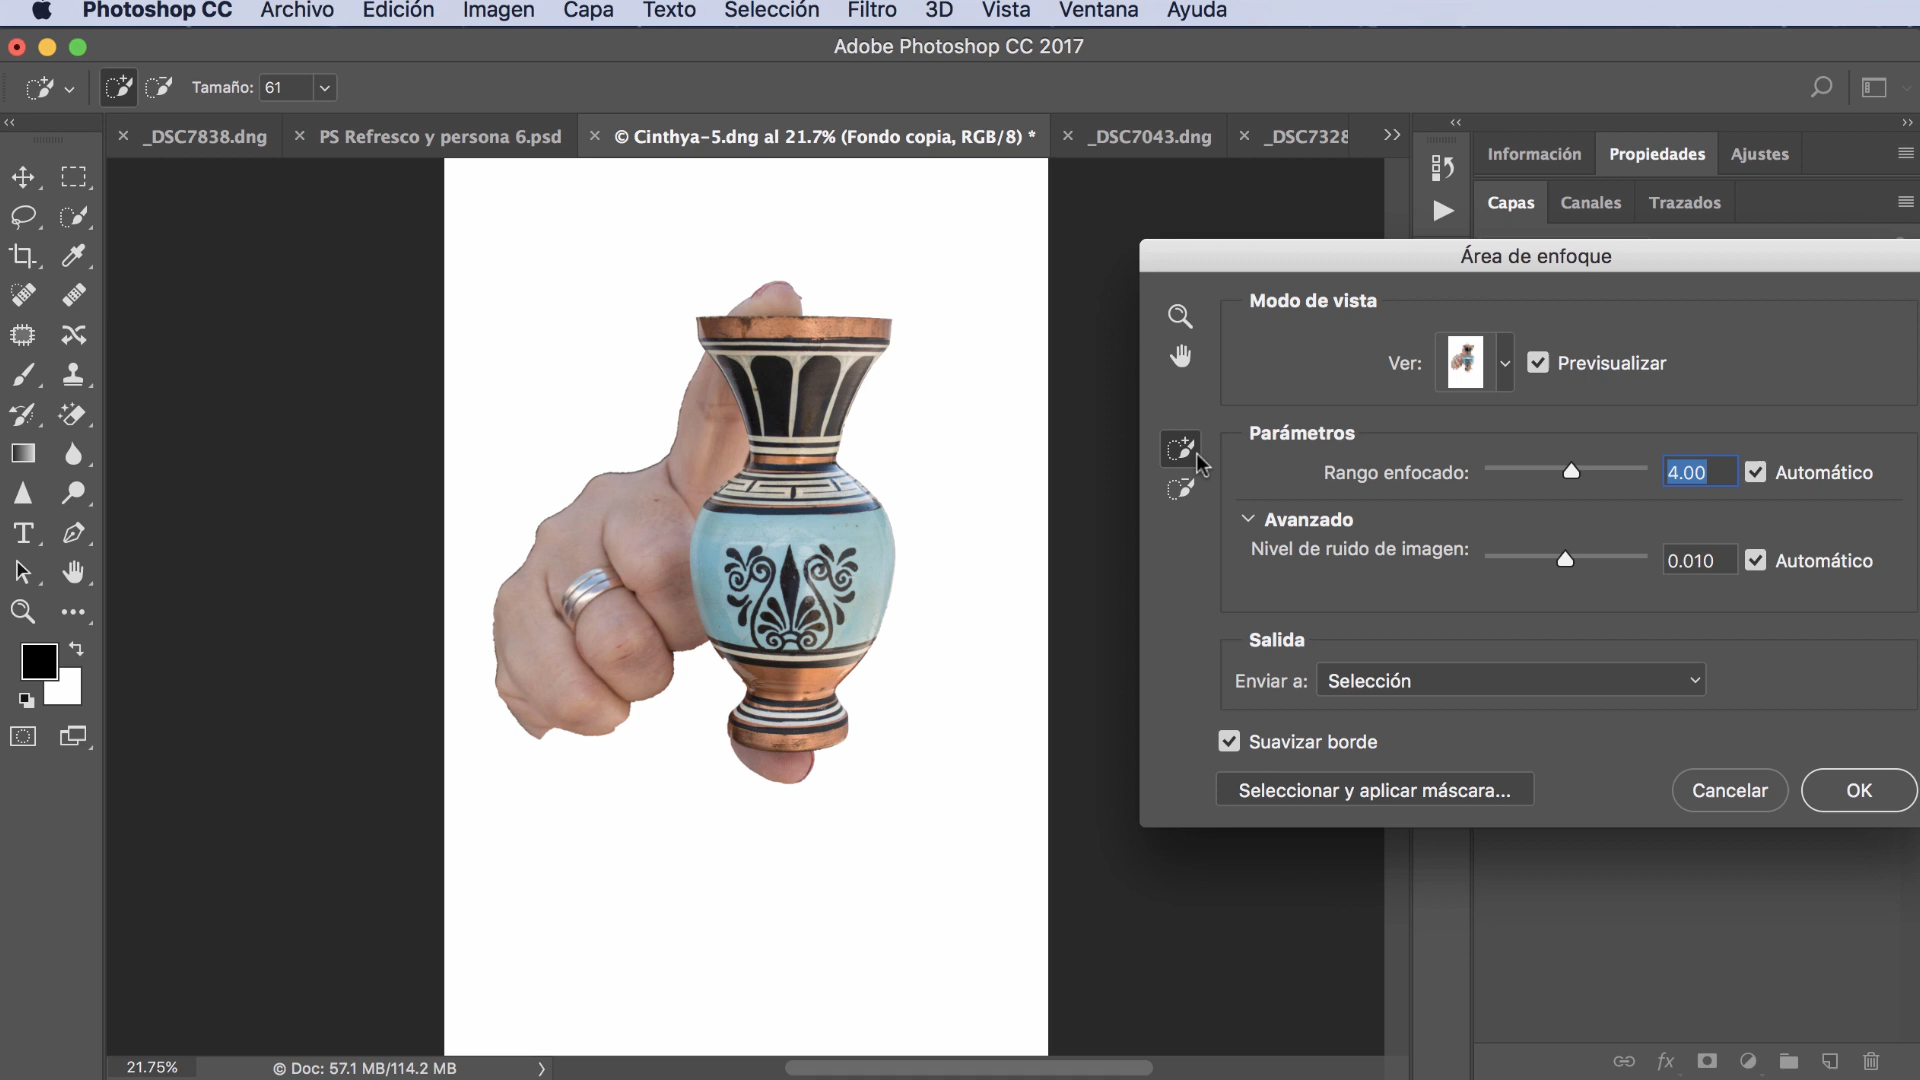 Photoshop CC Archivo Edición Imagen Capa Texto Selección Filtro 3D Vista Ventana Ayuda
Adobe Photoshop CC 2017
Tamaño: 61
_DSC7838.dng PS Refresco y persona 6.psd © Cinthya-5.dng al 21.7% (Fondo copia, RGB/8) * _DSC7043.dng _DSC7328
Información Propiedades Ajustes
Capas Canales Trazados
Área de enfoque
Modo de vista
Ver: Previsualizar
Parámetros
Rango enfocado: 4.00 Automático
Avanzado
Nivel de ruido de imagen: 0.010 Automático
Salida
Enviar a: Selección
Suavizar borde
Seleccionar y aplicar máscara... Cancelar OK
21.75% © Doc: 57.1 MB/114.2 MB
fx